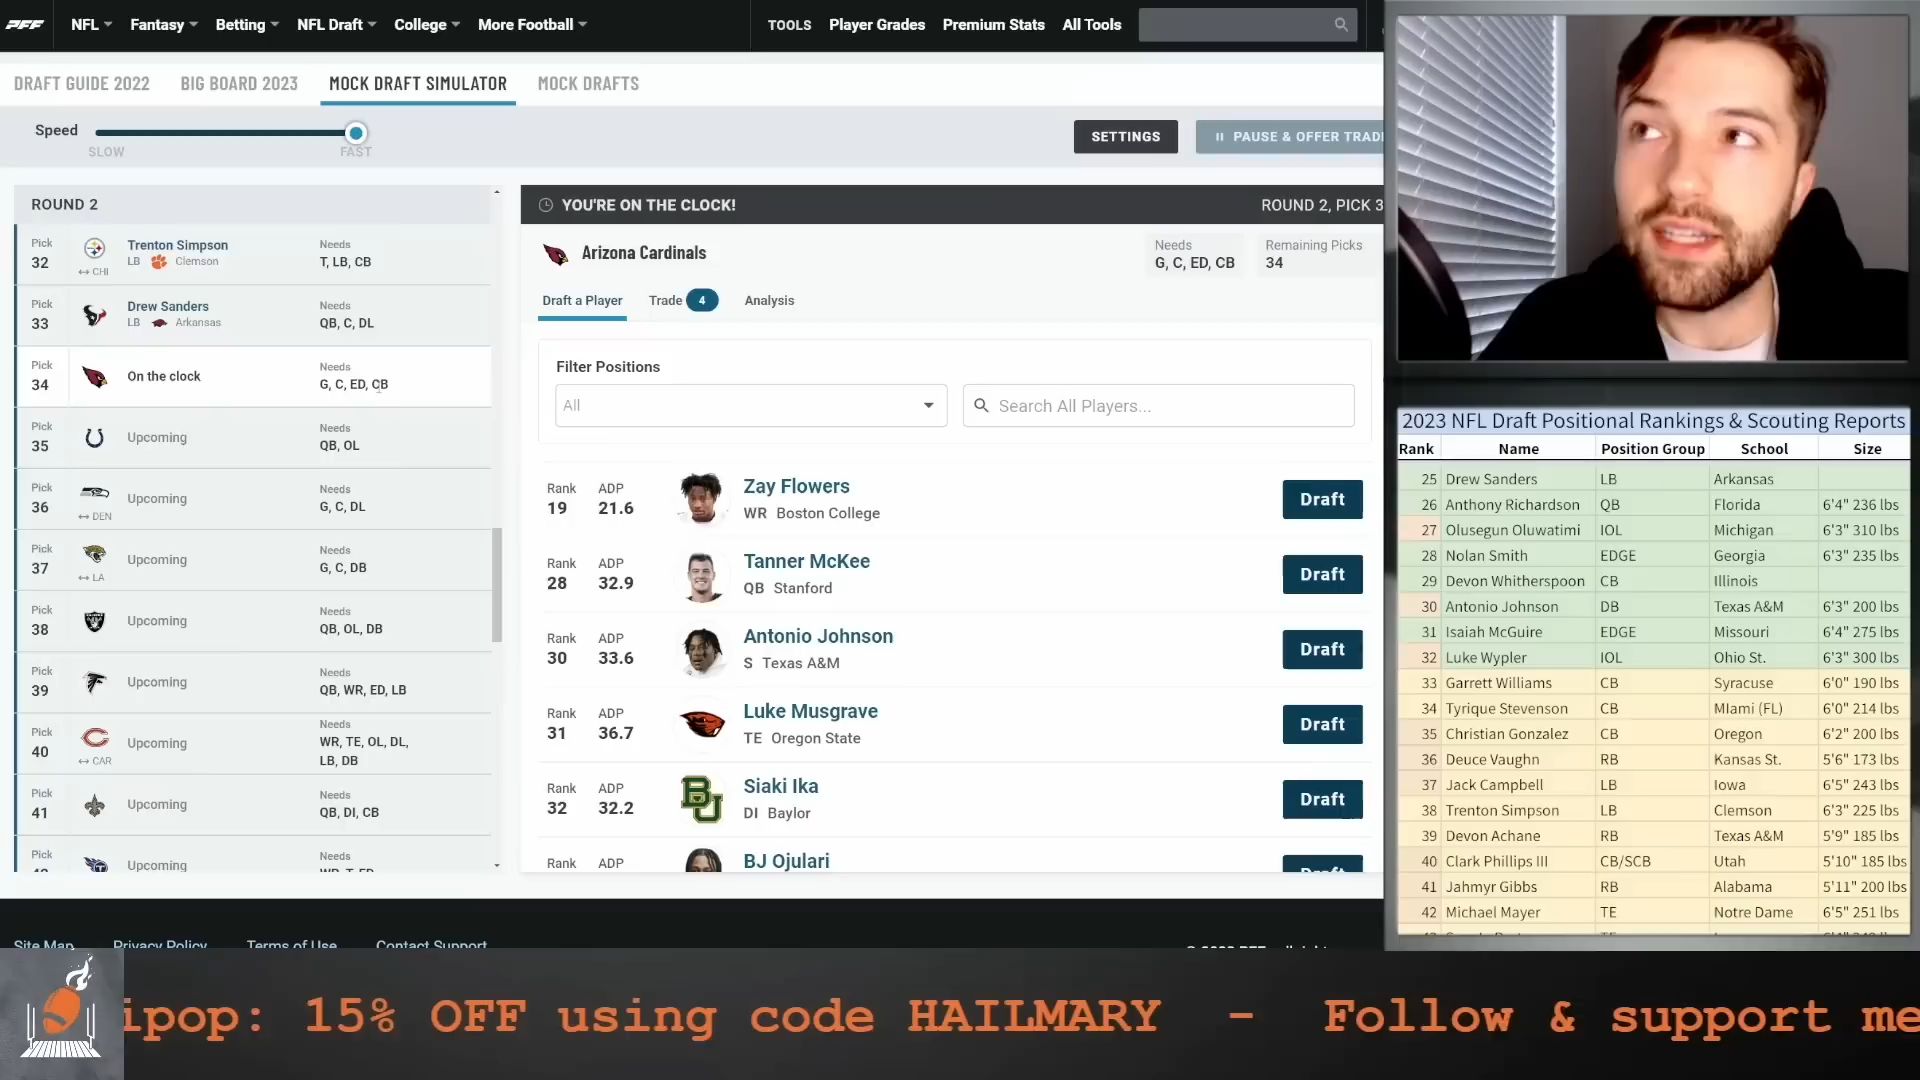 PFF NFL Fantasy Betting NFL Draft College More Football TOOLS Player Grades Premium Stats All Tools
DRAFT GUIDE 2022 BIG BOARD 2023 MOCK DRAFT SIMULATOR MOCK DRAFTS
Speed
SLOW FAST
SETTINGS PAUSE & OFFER TRAD
ROUND 2
Pick 32 Trenton Simpson Needs
LB Clemson T, LB, CB
↔ CHI
Pick 33 Drew Sanders Needs
LB Arkansas QB, C, DL
Pick 34 On the clock Needs
G, C, ED, CB
Pick 35 Upcoming Needs
QB, OL
Pick 36 Upcoming Needs
G, C, DL
↔ DEN
Pick 37 Upcoming Needs
G, C, DB
↔ LA
Pick 38 Upcoming Needs
QB, OL, DB
Pick 39 Upcoming Needs
QB, WR, ED, LB
Pick 40 Upcoming Needs
WR, TE, OL, DL,
LB, DB
↔ CAR
Pick 41 Upcoming Needs
QB, DI, CB
Pick Upcoming Needs
YOU'RE ON THE CLOCK! ROUND 2, PICK 3
Arizona Cardinals
Needs Remaining Picks
G, C, ED, CB 34
Draft a Player Trade 4 Analysis
Filter Positions
All Search All Players...
Rank ADP Zay Flowers
19 21.6 WR Boston College Draft
Rank ADP Tanner McKee
28 32.9 QB Stanford Draft
Rank ADP Antonio Johnson
30 33.6 S Texas A&M Draft
Rank ADP Luke Musgrave
31 36.7 TE Oregon State Draft
Rank ADP Siaki Ika
32 32.2 DI Baylor Draft
BU
Rank ADP BJ Ojulari
Draft
2023 NFL Draft Positional Rankings & Scouting Reports
Rank Name Position Group School Size
25 Drew Sanders LB Arkansas
26 Anthony Richardson QB Florida 6'4" 236 lbs
27 Olusegun Oluwatimi IOL Michigan 6'3" 310 lbs
28 Nolan Smith EDGE Georgia 6'3" 235 lbs
29 Devon Whitherspoon CB Illinois
30 Antonio Johnson DB Texas A&M 6'3" 200 lbs
31 Isaiah McGuire EDGE Missouri 6'4" 275 lbs
32 Luke Wypler IOL Ohio St. 6'3" 300 lbs
33 Garrett Williams CB Syracuse 6'0" 190 lbs
34 Tyrique Stevenson CB MIami (FL) 6'0" 214 lbs
35 Christian Gonzalez CB Oregon 6'2" 200 lbs
36 Deuce Vaughn RB Kansas St. 5'6" 173 lbs
37 Jack Campbell LB Iowa 6'5" 243 lbs
38 Trenton Simpson LB Clemson 6'3" 225 lbs
39 Devon Achane RB Texas A&M 5'9" 185 lbs
40 Clark Phillips III CB/SCB Utah 5'10" 185 lbs
41 Jahmyr Gibbs RB Alabama 5'11" 200 lbs
42 Michael Mayer TE Notre Dame 6'5" 251 lbs
Site Map Privacy Policy Terms of Use Contact Support
ipop: 15% OFF using code HAILMARY - Follow & support me